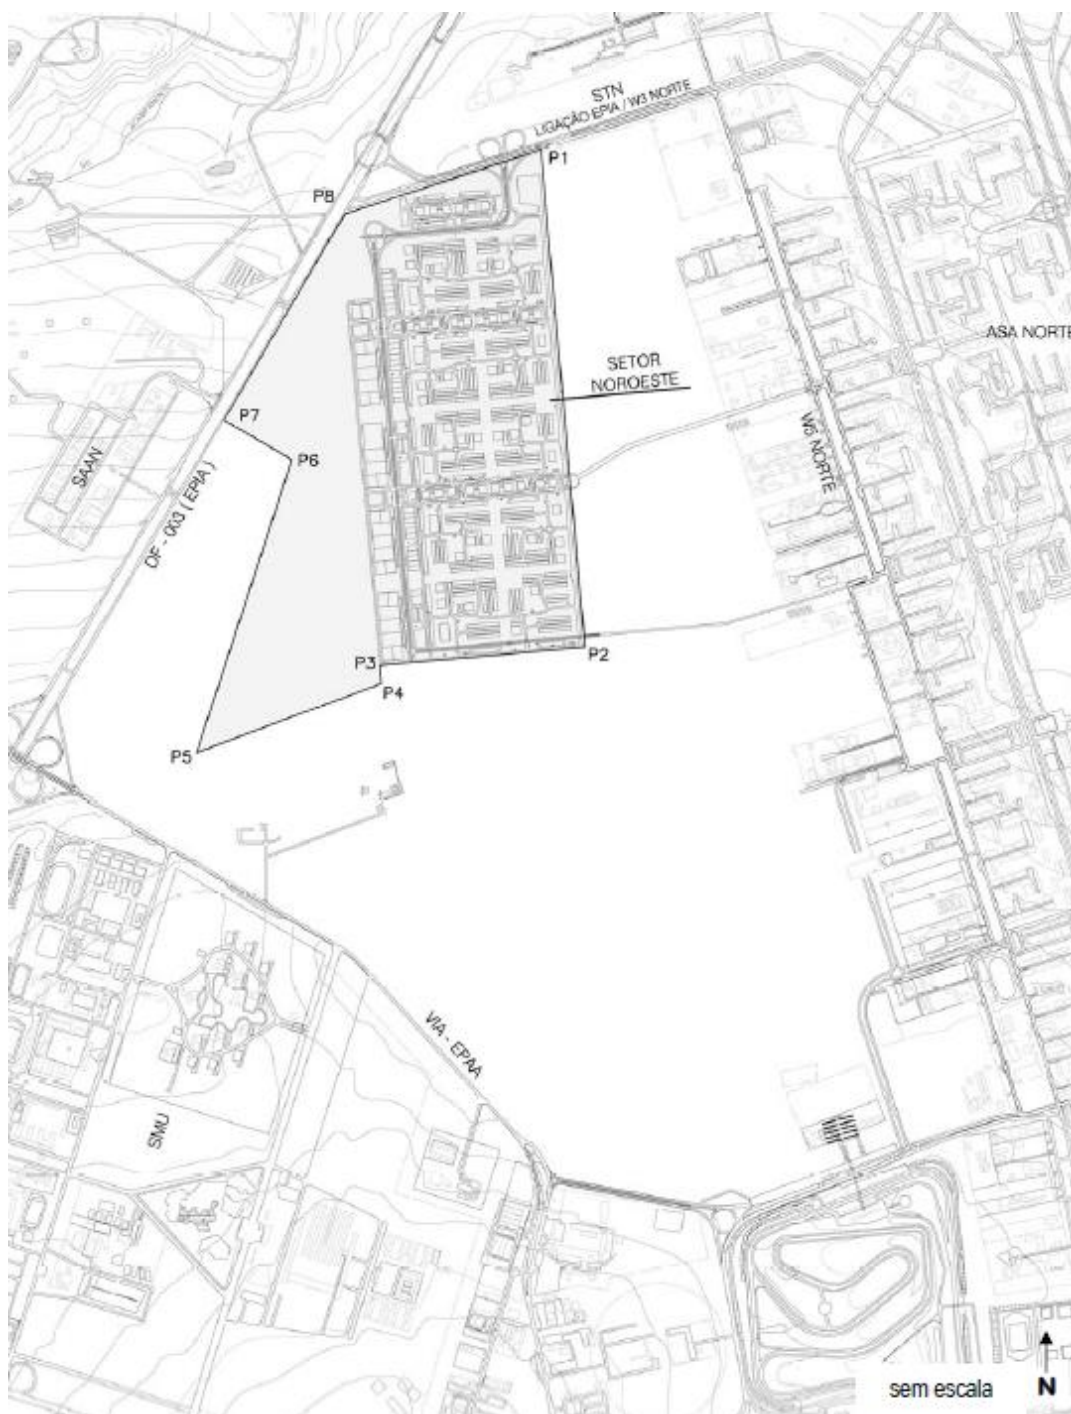 STN
LIGAÇÃO EPIA / W3 NORTE
P1
P8
ASA NORTE
SETOR
NOROESTE
P7
P6
W5 NORTE
SAAN
DF - 003 ( EPIA )
P2
P3
P4
P5
VIA - EPAA
SMU
sem escala
N